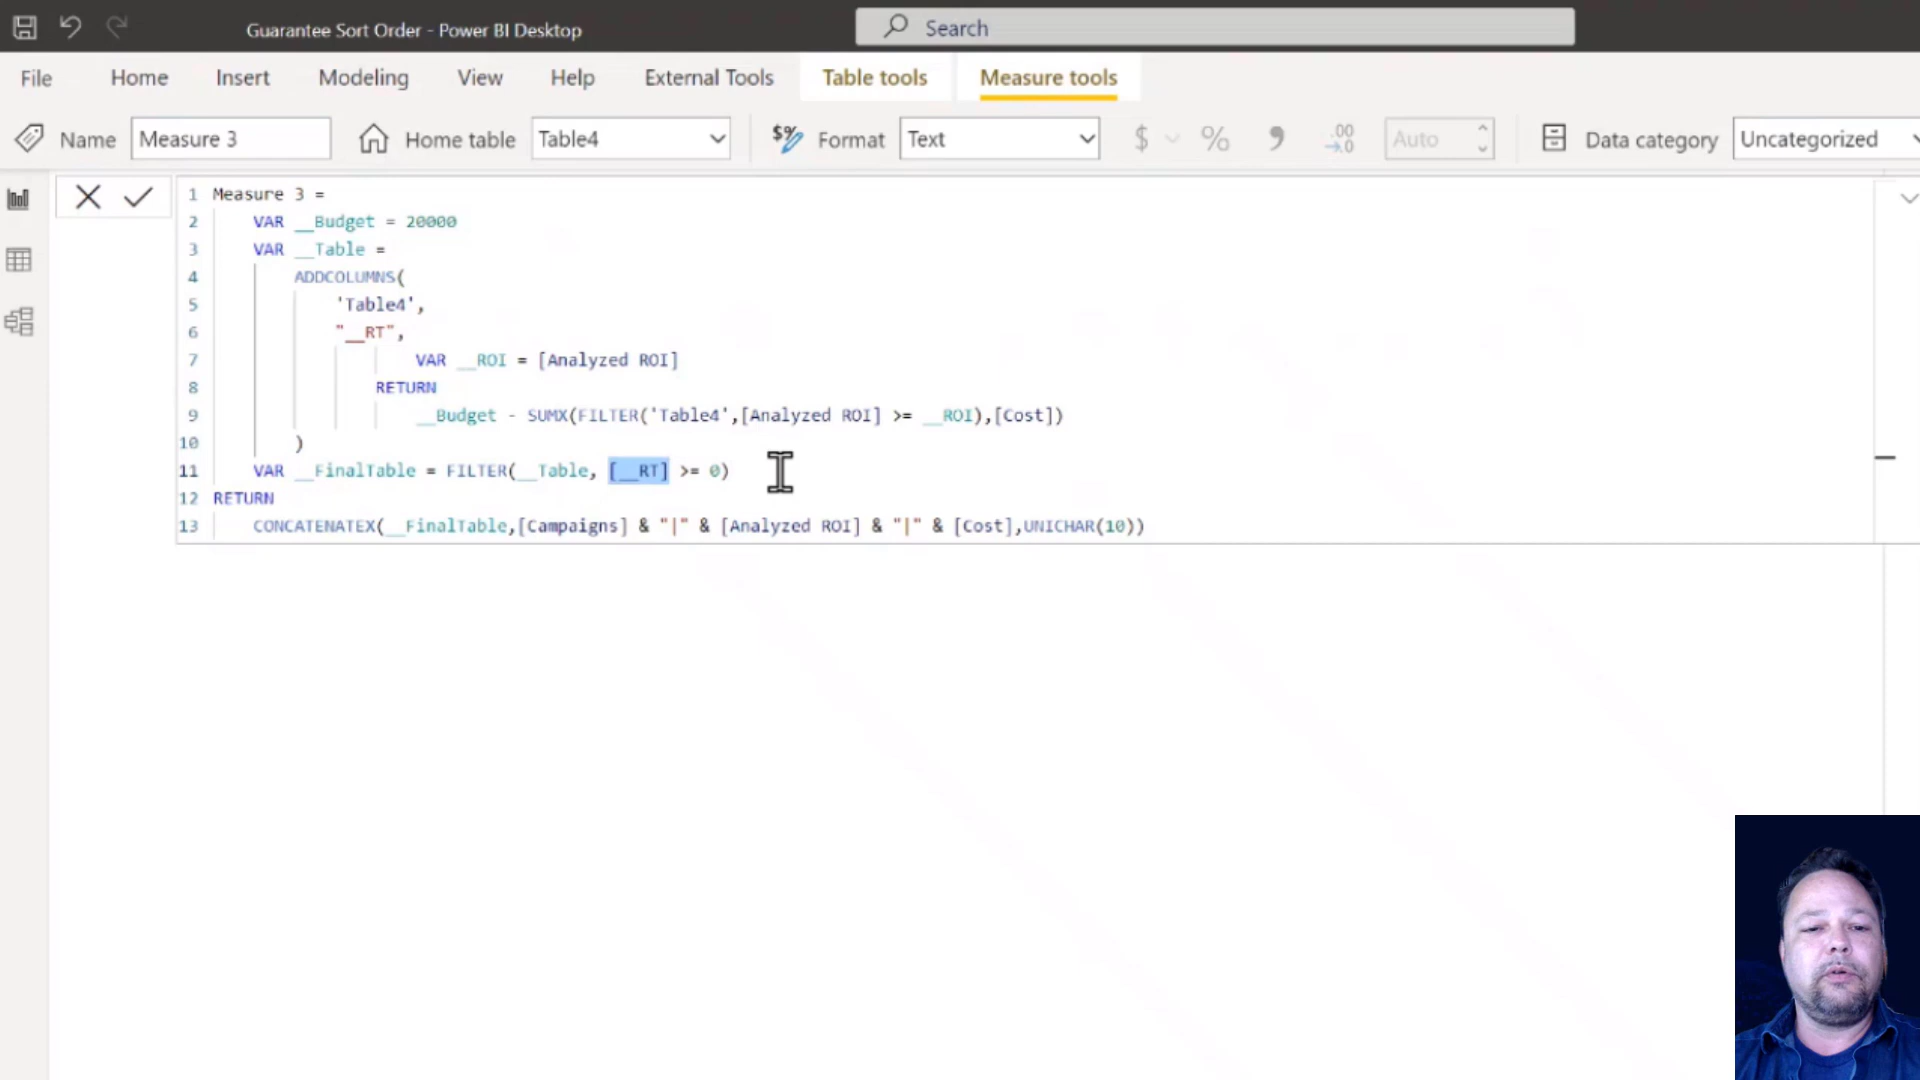 Guarantee Sort Order - Power BI Desktop
Search
File Home Insert Modeling View Help External Tools Table tools Measure tools
Name Measure 3 Home table Table4 Format Text $ % 9 .00 →.0 Auto Data category Uncategorized
1 Measure 3 =
2 VAR __Budget = 20000
3 VAR __Table =
4 ADDCOLUMNS(
5 'Table4',
6 "__RT",
7 VAR __ROI = [Analyzed ROI]
8 RETURN
9 __Budget - SUMX(FILTER('Table4',[Analyzed ROI] >= __ROI),[Cost])
10 )
11 VAR __FinalTable = FILTER(__Table, [__RT] >= 0)
12 RETURN
13 CONCATENATEX(__FinalTable,[Campaigns] & "|" & [Analyzed ROI] & "|" & [Cost],UNICHAR(10))